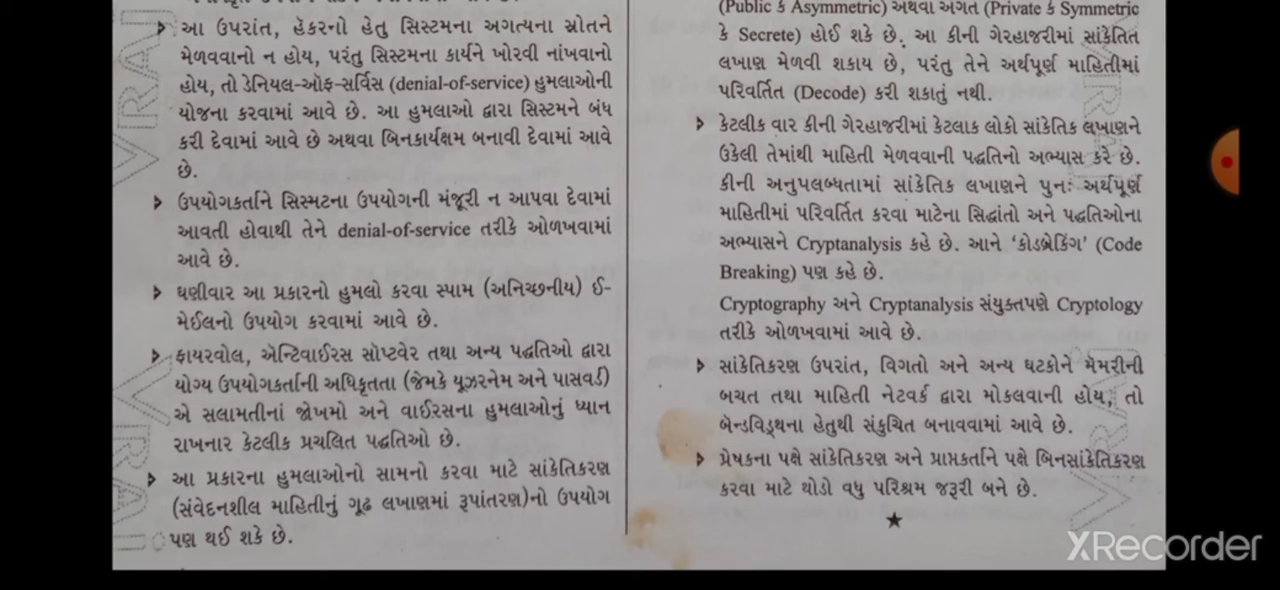 ▷ આ ઉપરાંત, હૅકરનો હેતુ સિસ્ટમના અગત્યના સ્રોતને
મેળવવાનો ન હોય, પરંતુ સિસ્ટમના કાર્યને ખોરવી નાંખવાનો
હોય, તો ડેનિયલ-ઑફ-સર્વિસ (denial-of-service) હુમલાઓની
યોજના કરવામાં આવે છે. આ હુમલાઓ દ્વારા સિસ્ટમને બંધ
કરી દેવામાં આવે છે અથવા બિનકાર્યક્ષમ બનાવી દેવામાં આવે
છે.
▷ ઉપયોગકર્તાને સિસ્મટના ઉપયોગની મંજૂરી ન આપવા દેવામાં
આવતી હોવાથી તેને denial-of-service તરીકે ઓળખવામાં
આવે છે.
▷ ઘણીવાર આ પ્રકારનો હુમલો કરવા સ્પામ (અનિચ્છનીય) ઈ-
મેઈલનો ઉપયોગ કરવામાં આવે છે.
▷ ફાયરવોલ, ઍન્ટિવાઈરસ સૉફ્ટવેર તથા અન્ય પદ્ધતિઓ દ્વારા
યોગ્ય ઉપયોગકર્તાની અધિકૃતતા (જેમકે યૂઝરનેમ અને પાસવર્ડ)
એ સલામતીનાં જોખમો અને વાઈરસના હુમલાઓનું ધ્યાન
રાખનાર કેટલીક પ્રચલિત પદ્ધતિઓ છે.
▷ આ પ્રકારના હુમલાઓનો સામનો કરવા માટે સાંકેતિકરણ
(સંવેદનશીલ માહિતીનું ગૂઢ લખાણમાં રૂપાંતરણ)નો ઉપયોગ
પણ થઈ શકે છે.
(Public કે Asymmetric) અથવા અંગત (Private કે Symmetric
કે Secrete) હોઈ શકે છે. આ કીની ગેરહાજરીમાં સાંકેતિત
લખાણ મેળવી શકાય છે, પરંતુ તેને અર્થપૂર્ણ માહિતીમાં
પરિવર્તિત (Decode) કરી શકાતું નથી.
▷ કેટલીક વાર કીની ગેરહાજરીમાં કેટલાક લોકો સાંકેતિક લખાણને
ઉકેલી તેમાંથી માહિતી મેળવવાની પદ્ધતિનો અભ્યાસ કરે છે.
કીની અનુપલબ્ધતામાં સાંકેતિક લખાણને પુનઃ અર્થપૂર્ણ
માહિતીમાં પરિવર્તિત કરવા માટેના સિદ્ધાંતો અને પદ્ધતિઓના
અભ્યાસને Cryptanalysis કહે છે. આને ‘કોડબ્રેકિંગ’ (Code
Breaking) પણ કહે છે.
Cryptography અને Cryptanalysis સંયુક્તપણે Cryptology
તરીકે ઓળખવામાં આવે છે.
▷ સાંકેતિકરણ ઉપરાંત, વિગતો અને અન્ય ઘટકોને મેમરીની
બચત તથા માહિતી નેટવર્ક દ્વારા મોકલવાની હોય, તો
બૅન્ડવિડ્થના હેતુથી સંકુચિત બનાવવામાં આવે છે.
▷ પ્રેષકના પક્ષે સાંકેતિકરણ અને પ્રાપ્તકર્તાને પક્ષે બિનસાંકેતિકરણ
કરવા માટે થોડો વધુ પરિશ્રમ જરૂરી બને છે.
★
XRecorder